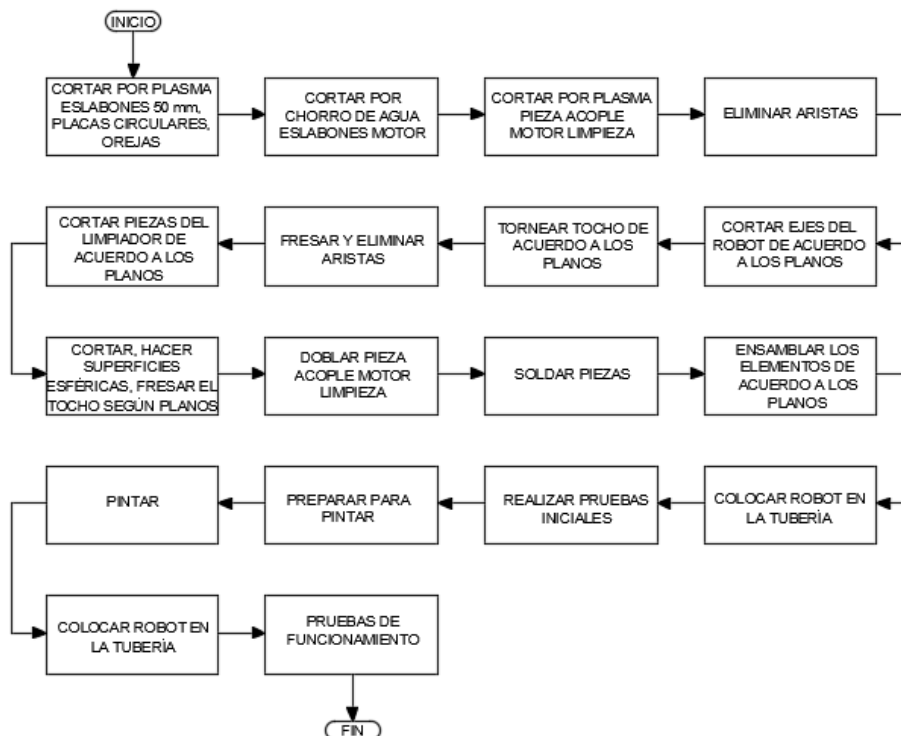 INICIO
CORTAR POR PLASMA
ESLABONES 50 mm,
PLACAS CIRCULARES,
OREJAS
CORTAR POR
CHORRO DE AGUA
ESLABONES MOTOR
CORTAR POR PLASMA
PIEZA ACOPLE
MOTOR LIMPIEZA
ELIMINAR ARISTAS
CORTAR EJES DEL
ROBOT DE ACUERDO
A LOS PLANOS
TORNEAR TOCHO DE
ACUERDO A LOS
PLANOS
FRESAR Y ELIMINAR
ARISTAS
CORTAR PIEZAS DEL
LIMPIADOR DE
ACUERDO A LOS
PLANOS
CORTAR, HACER
SUPERFICIES
ESFÉRICAS, FRESAR EL
TOCHO SEGÚN PLANOS
DOBLAR PIEZA
ACOPLE MOTOR
LIMPIEZA
SOLDAR PIEZAS
ENSAMBLAR LOS
ELEMENTOS DE
ACUERDO A LOS
PLANOS
COLOCAR ROBOT EN
LA TUBERÌA
REALIZAR PRUEBAS
INICIALES
PREPARAR PARA
PINTAR
PINTAR
COLOCAR ROBOT EN
LA TUBERÌA
PRUEBAS DE
FUNCIONAMIENTO
FIN